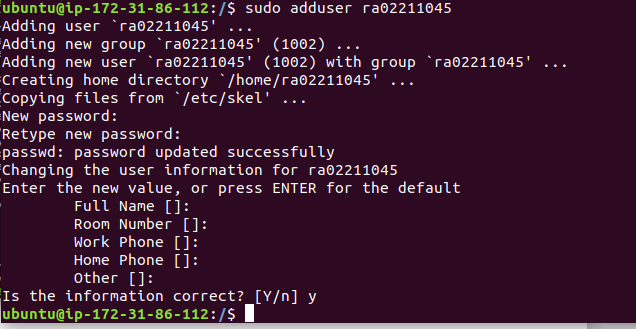 ubuntu@ip-172-31-86-112:/$ sudo adduser ra02211045
Adding user `ra02211045' ...
Adding new group `ra02211045' (1002) ...
Adding new user `ra02211045' (1002) with group `ra02211045' ...
Creating home directory `/home/ra02211045' ...
Copying files from `/etc/skel' ...
New password:
Retype new password:
passwd: password updated successfully
Changing the user information for ra02211045
Enter the new value, or press ENTER for the default
Full Name []:
Room Number []:
Work Phone []:
Home Phone []:
Other []:
Is the information correct? [Y/n] y
ubuntu@ip-172-31-86-112:/$